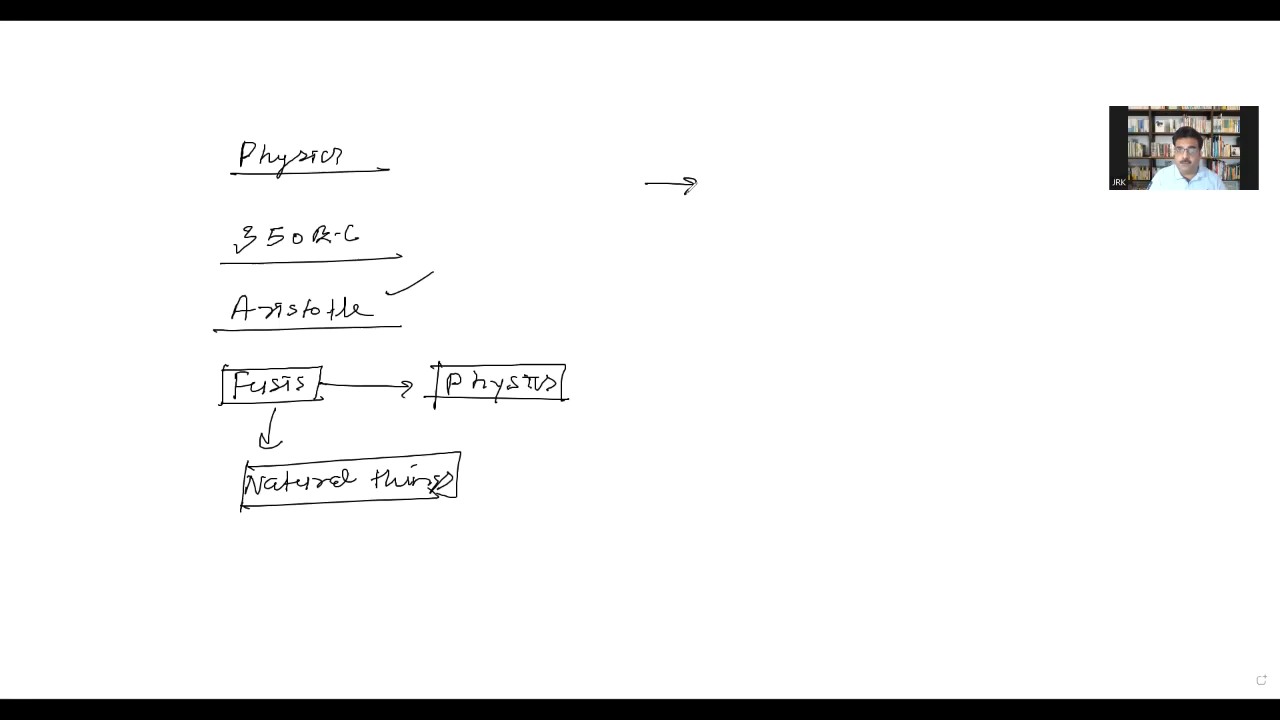 Physics
350 B.C
Aristotle
Fusis → Physics
Natural things
JRK